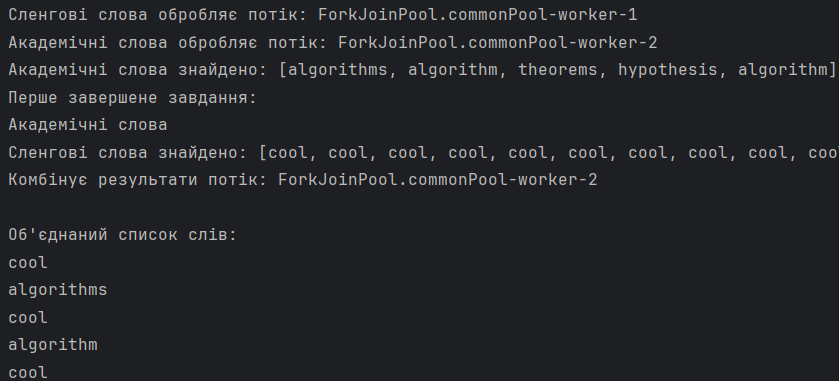 Сленгові слова обробляє потік: ForkJoinPool.commonPool-worker-1
Академічні слова обробляє потік: ForkJoinPool.commonPool-worker-2
Академічні слова знайдено: [algorithms, algorithm, theorems, hypothesis, algorithm]
Перше завершене завдання:
Академічні слова
Сленгові слова знайдено: [cool, cool, cool, cool, cool, cool, cool, cool, cool, coo
Комбінує результати потік: ForkJoinPool.commonPool-worker-2
Об'єднаний список слів:
cool
algorithms
cool
algorithm
cool